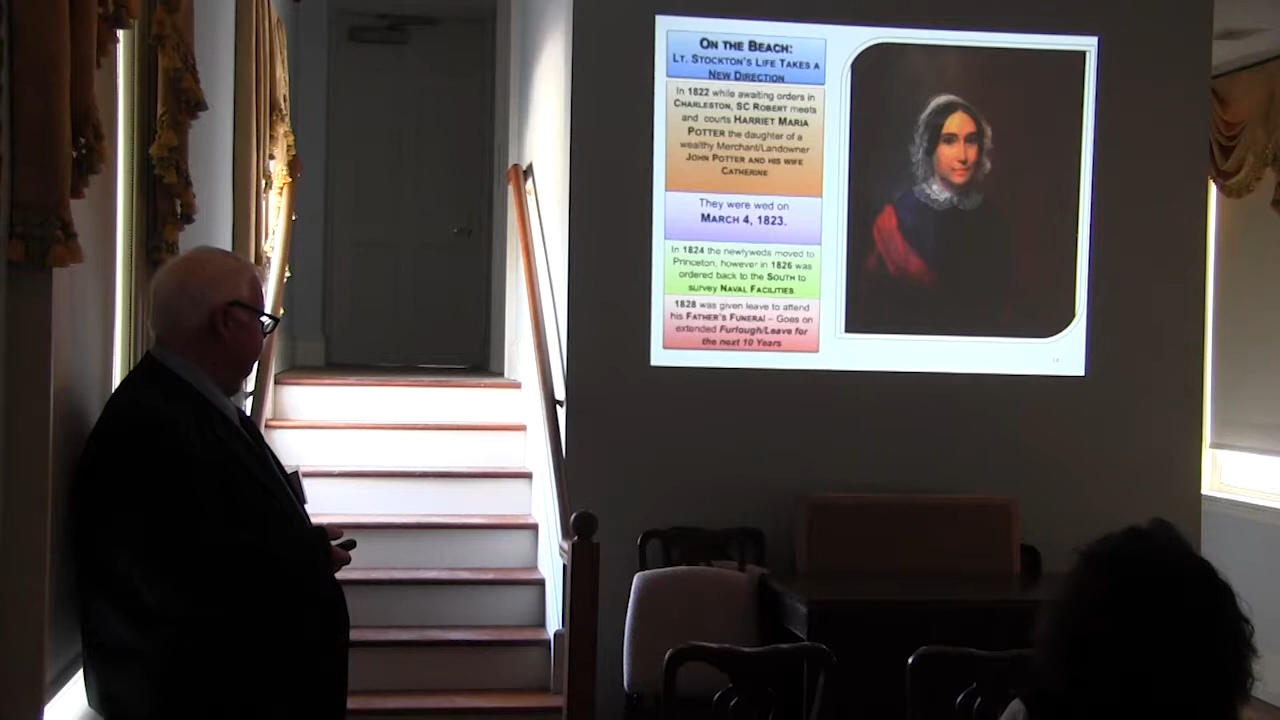 ON THE BEACH:
LT. STOCKTON'S LIFE TAKES A
NEW DIRECTION
In 1822 while awaiting orders in
CHARLESTON, SC ROBERT meets
and courts HARRIET MARIA
POTTER the daughter of a
wealthy Merchant/Landowner
JOHN POTTER AND HIS WIFE
CATHERINE
They were wed on
MARCH 4, 1823.
In 1824 the newlyweds moved to
Princeton, however in 1826 was
ordered back to the SOUTH to
survey NAVAL FACILITIES.
1828 was given leave to attend
his FATHER'S FUNERAL – Goes on
extended Furlough/Leave for
the next 10 Years